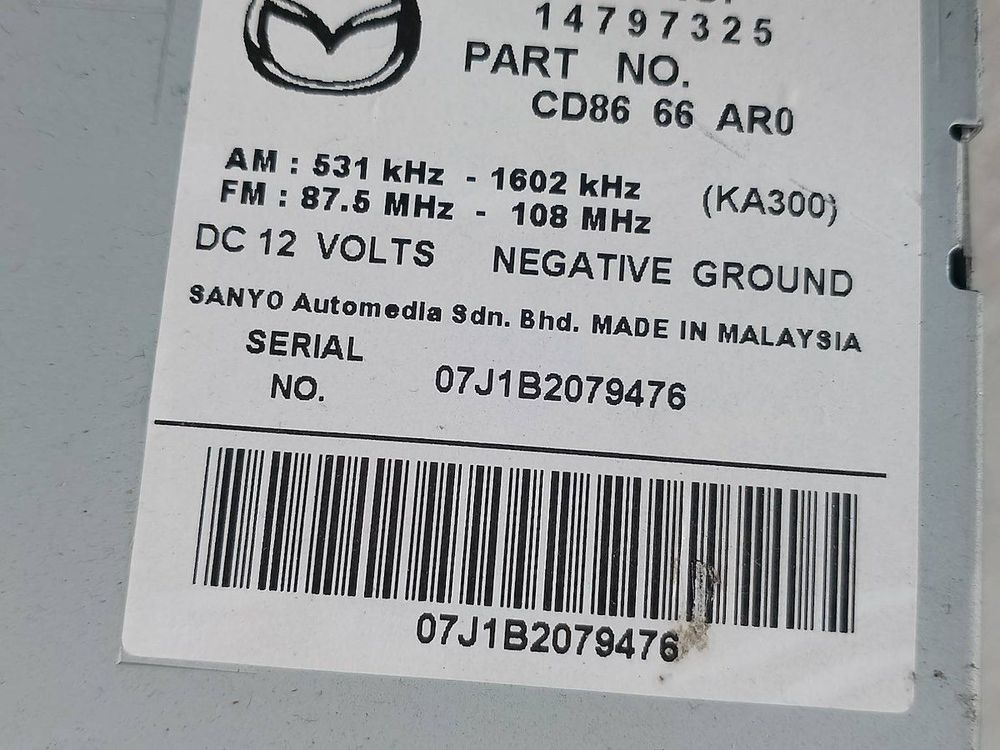 14797325
PART NO.
CD86 66 AR0
AM : 531 kHz - 1602 kHz (KA300)
FM : 87.5 MHz - 108 MHz
DC 12 VOLTS NEGATIVE GROUND
SANYO Automedia Sdn. Bhd. MADE IN MALAYSIA
SERIAL
NO. 07J1B2079476
07J1B2079476